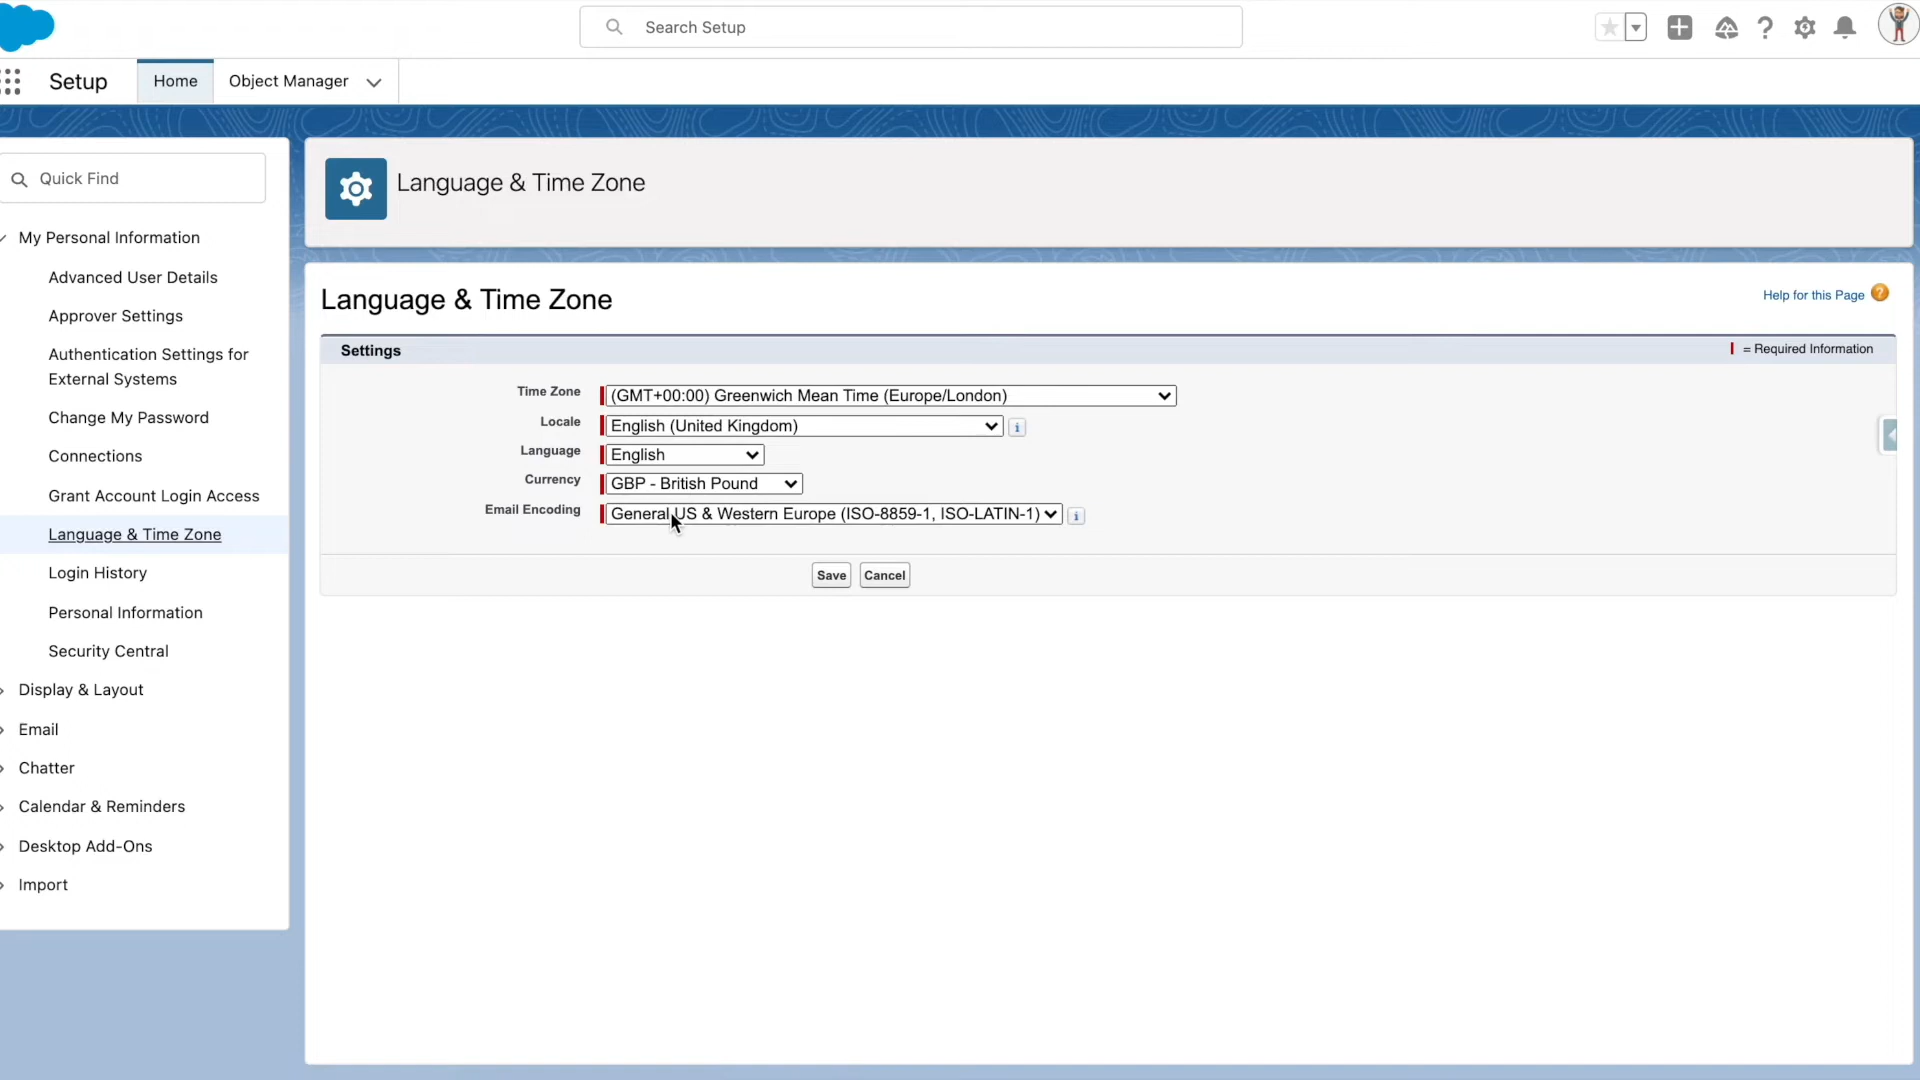 Search Setup
Setup
Home
Object Manager
Quick Find
My Personal Information
Advanced User Details
Approver Settings
Authentication Settings for
External Systems
Change My Password
Connections
Grant Account Login Access
Language & Time Zone
Login History
Personal Information
Security Central
Display & Layout
Email
Chatter
Calendar & Reminders
Desktop Add-Ons
Import
Language & Time Zone
Language & Time Zone
Help for this Page ?
Settings
= Required Information
Time Zone (GMT+00:00) Greenwich Mean Time (Europe/London)
Locale English (United Kingdom) i
Language English
Currency GBP - British Pound
Email Encoding General US & Western Europe (ISO-8859-1, ISO-LATIN-1) i
Save Cancel